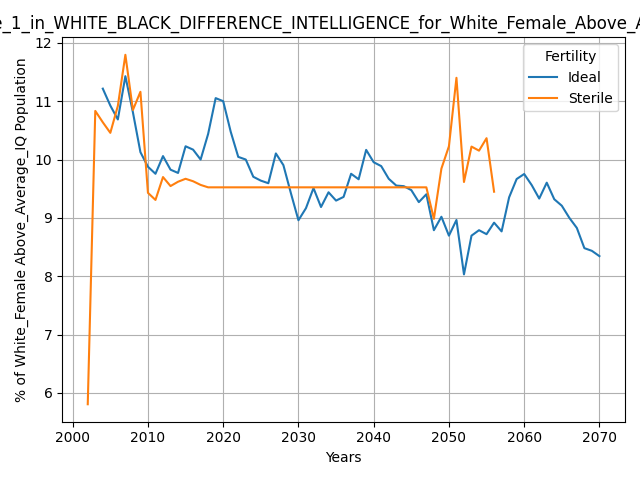 e_1_in_WHITE_BLACK_DIFFERENCE_INTELLIGENCE_for_White_Female_Above_A
Fertility
Ideal
Sterile
% of White_Female Above_Average_IQ Population
12
11
10
9
8
7
6
2000 2010 2020 2030 2040 2050 2060 2070
Years